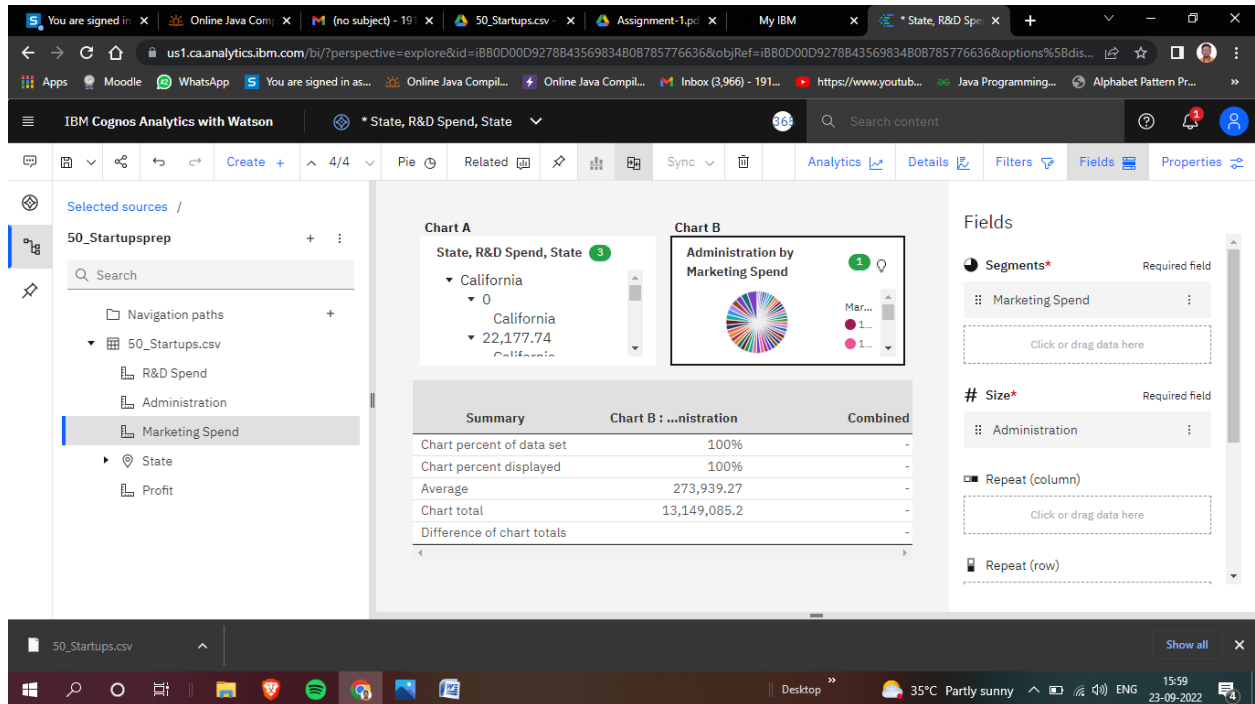 You are signed in
Online Java Com
(no subject) - 191
50_Startups.csv -
Assignment-1.pd
My IBM
* State, R&D Spe
us1.ca.analytics.ibm.com/bi/?perspective=explore&id=iBB0D00D9278B43569834B0B785776636&objRef=iBB0D00D9278B43569834B0B785776636&options%5Bdis...
Apps
Moodle
WhatsApp
You are signed in as...
Online Java Compil...
Online Java Compil...
Inbox (3,966) - 191...
https://www.youtub...
Java Programming...
Alphabet Pattern Pr...
IBM Cognos Analytics with Watson
* State, R&D Spend, State
365
Search content
1
Create +
4/4
Pie
Related
Sync
Analytics
Details
Filters
Fields
Properties
Selected sources /
50_Startupsprep
Search
Navigation paths
50_Startups.csv
R&D Spend
Administration
Marketing Spend
State
Profit
Chart A
State, R&D Spend, State 3
California
0
California
22,177.74
California
Chart B
Administration by
Marketing Spend
1
Mar...
1...
1...
Summary Chart B : ...nistration Combined
Chart percent of data set 100% -
Chart percent displayed 100% -
Average 273,939.27 -
Chart total 13,149,085.2 -
Difference of chart totals -
Fields
Segments* Required field
Marketing Spend
Click or drag data here
# Size* Required field
Administration
Repeat (column)
Click or drag data here
Repeat (row)
50_Startups.csv
Show all
Desktop
35°C Partly sunny
ENG
15:59
23-09-2022
4